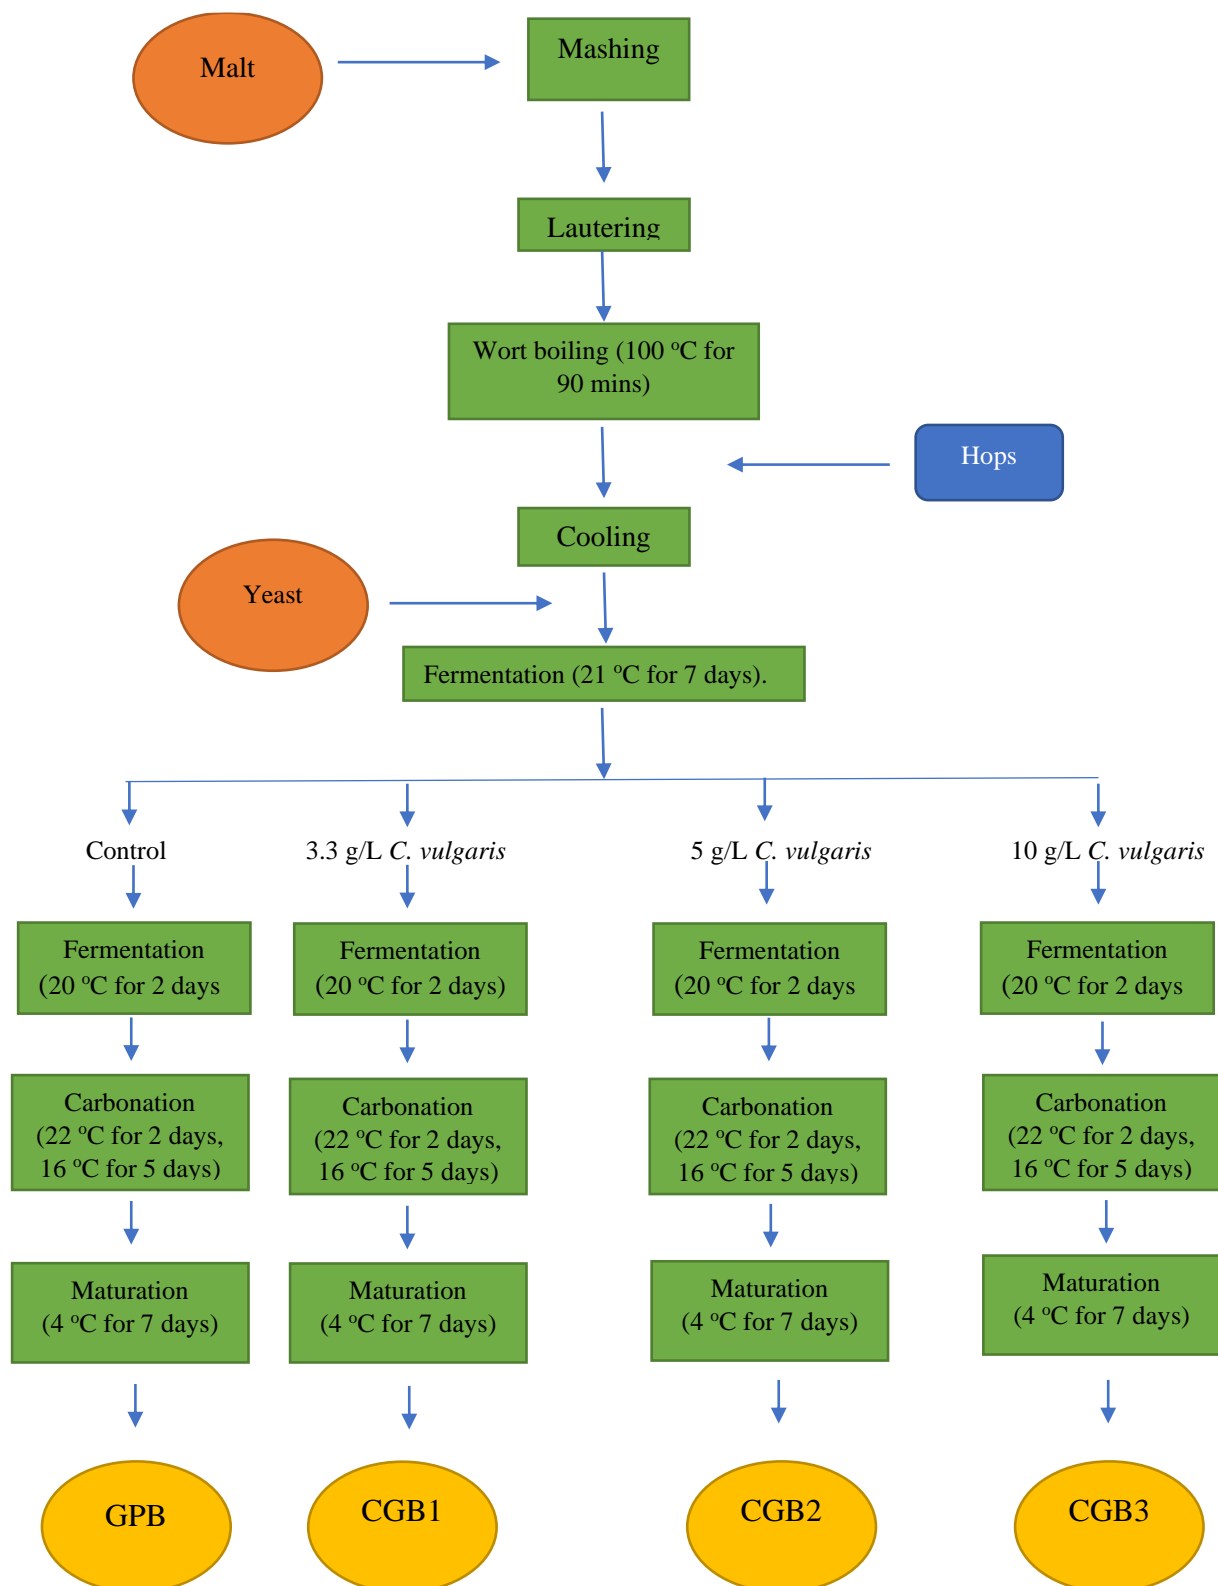 Malt
Mashing
Lautering
Wort boiling (100 ºC for
90 mins)
Hops
Cooling
Yeast
Fermentation (21 ºC for 7 days).
Control
3.3 g/L C. vulgaris
5 g/L C. vulgaris
10 g/L C. vulgaris
Fermentation
(20 ºC for 2 days
Fermentation
(20 ºC for 2 days)
Fermentation
(20 ºC for 2 days
Fermentation
(20 ºC for 2 days
Carbonation
(22 ºC for 2 days,
16 ºC for 5 days)
Carbonation
(22 ºC for 2 days,
16 ºC for 5 days)
Carbonation
(22 ºC for 2 days,
16 ºC for 5 days)
Carbonation
(22 ºC for 2 days,
16 ºC for 5 days)
Maturation
(4 ºC for 7 days)
Maturation
(4 ºC for 7 days)
Maturation
(4 ºC for 7 days)
Maturation
(4 ºC for 7 days)
GPB
CGB1
CGB2
CGB3